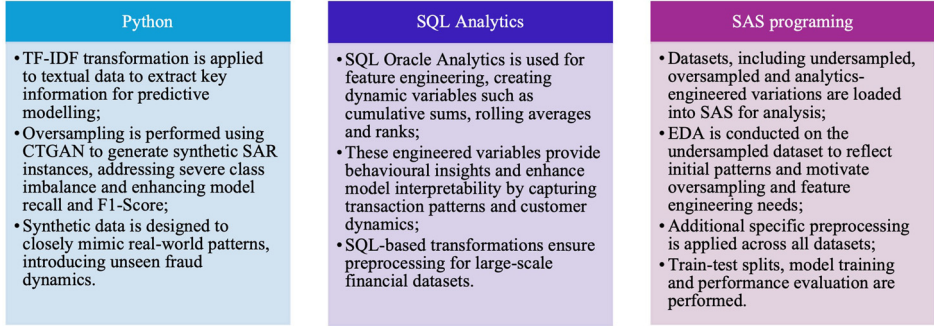 Python
• TF-IDF transformation is applied
to textual data to extract key
information for predictive
modelling;
• Oversampling is performed using
CTGAN to generate synthetic SAR
instances, addressing severe class
imbalance and enhancing model
recall and F1-Score;
• Synthetic data is designed to
closely mimic real-world patterns,
introducing unseen fraud
dynamics.
SQL Analytics
• SQL Oracle Analytics is used for
feature engineering, creating
dynamic variables such as
cumulative sums, rolling averages
and ranks;
• These engineered variables provide
behavioural insights and enhance
model interpretability by capturing
transaction patterns and customer
dynamics;
• SQL-based transformations ensure
preprocessing for large-scale
financial datasets.
SAS programing
• Datasets, including undersampled,
oversampled and analytics-
engineered variations are loaded
into SAS for analysis;
• EDA is conducted on the
undersampled dataset to reflect
initial patterns and motivate
oversampling and feature
engineering needs;
• Additional specific preprocessing
is applied across all datasets;
• Train-test splits, model training
and performance evaluation are
performed.